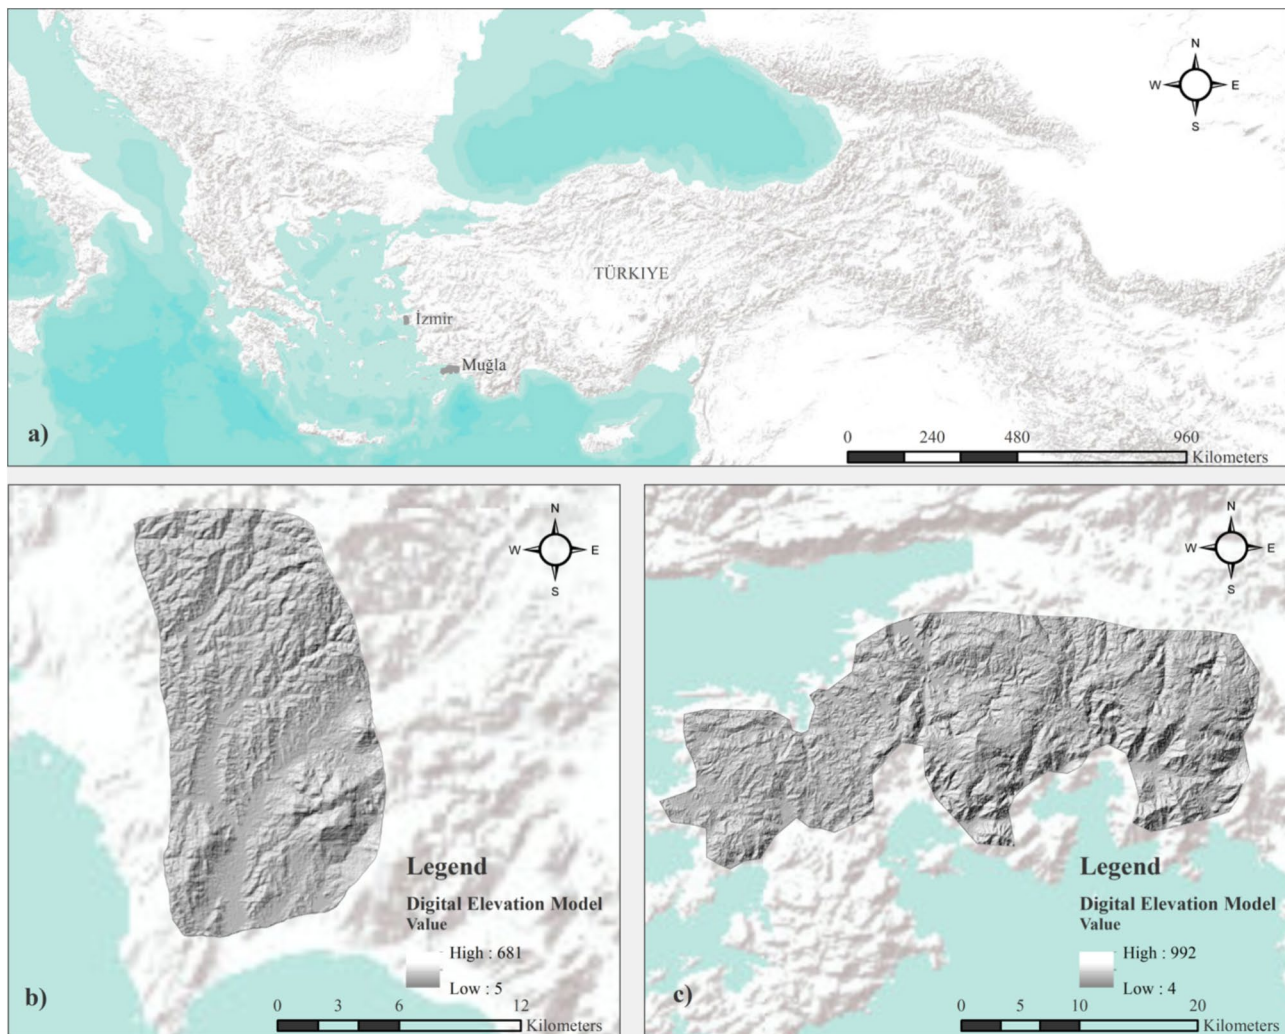 N
W E
S
TÜRKIYE
İzmir
Muğla
a)
0 240 480 960
Kilometers
N
W E
S
Legend
Digital Elevation Model
Value
High : 681
Low : 5
b)
0 3 6 12
Kilometers
N
W E
S
Legend
Digital Elevation Model
Value
High : 992
Low : 4
c)
0 5 10 20
Kilometers